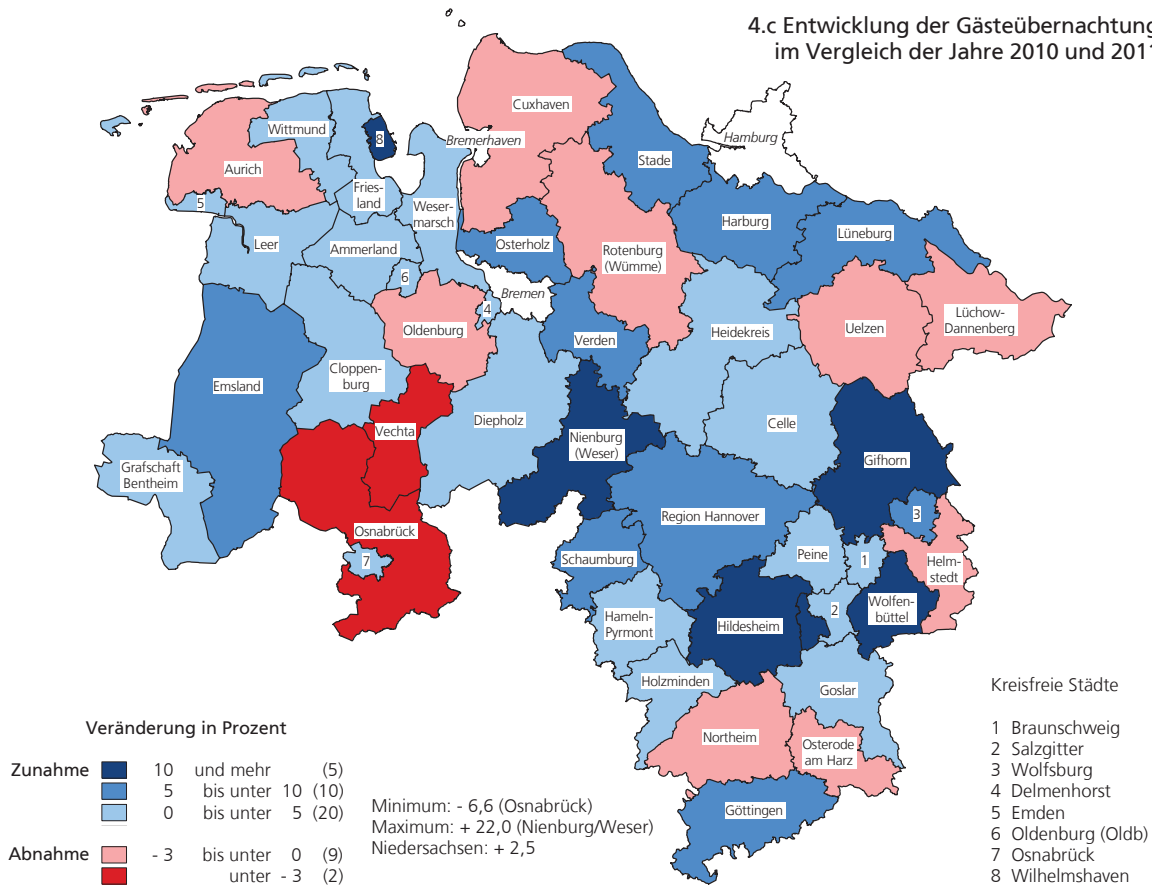 4.c Entwicklung der Gästeübernachtung
im Vergleich der Jahre 2010 und 201
Cuxhaven
Wittmund
8
Bremerhaven
Hamburg
Stade
Aurich
Fries-
land
5
Weser-
marsch
Harburg
Lüneburg
Leer
Ammerland
Osterholz
Rotenburg
(Wümme)
6
Bremen
4
Oldenburg
Heidekreis
Uelzen
Lüchow-
Dannenberg
Verden
Emsland
Cloppen-
burg
Diepholz
Celle
Vechta
Nienburg
(Weser)
Gifhorn
Grafschaft
Bentheim
Region Hannover
3
Osnabrück
7
Schaumburg
Peine
1
Helm-
stedt
Wolfen-
büttel
2
Hameln-
Pyrmont
Hildesheim
Holzminden
Goslar
Northeim
Osterode
am Harz
Göttingen
Veränderung in Prozent
Zunahme 10 und mehr (5)
5 bis unter 10 (10)
0 bis unter 5 (20)
Abnahme - 3 bis unter 0 (9)
unter - 3 (2)
Minimum: - 6,6 (Osnabrück)
Maximum: + 22,0 (Nienburg/Weser)
Niedersachsen: + 2,5
Kreisfreie Städte
1 Braunschweig
2 Salzgitter
3 Wolfsburg
4 Delmenhorst
5 Emden
6 Oldenburg (Oldb)
7 Osnabrück
8 Wilhelmshaven